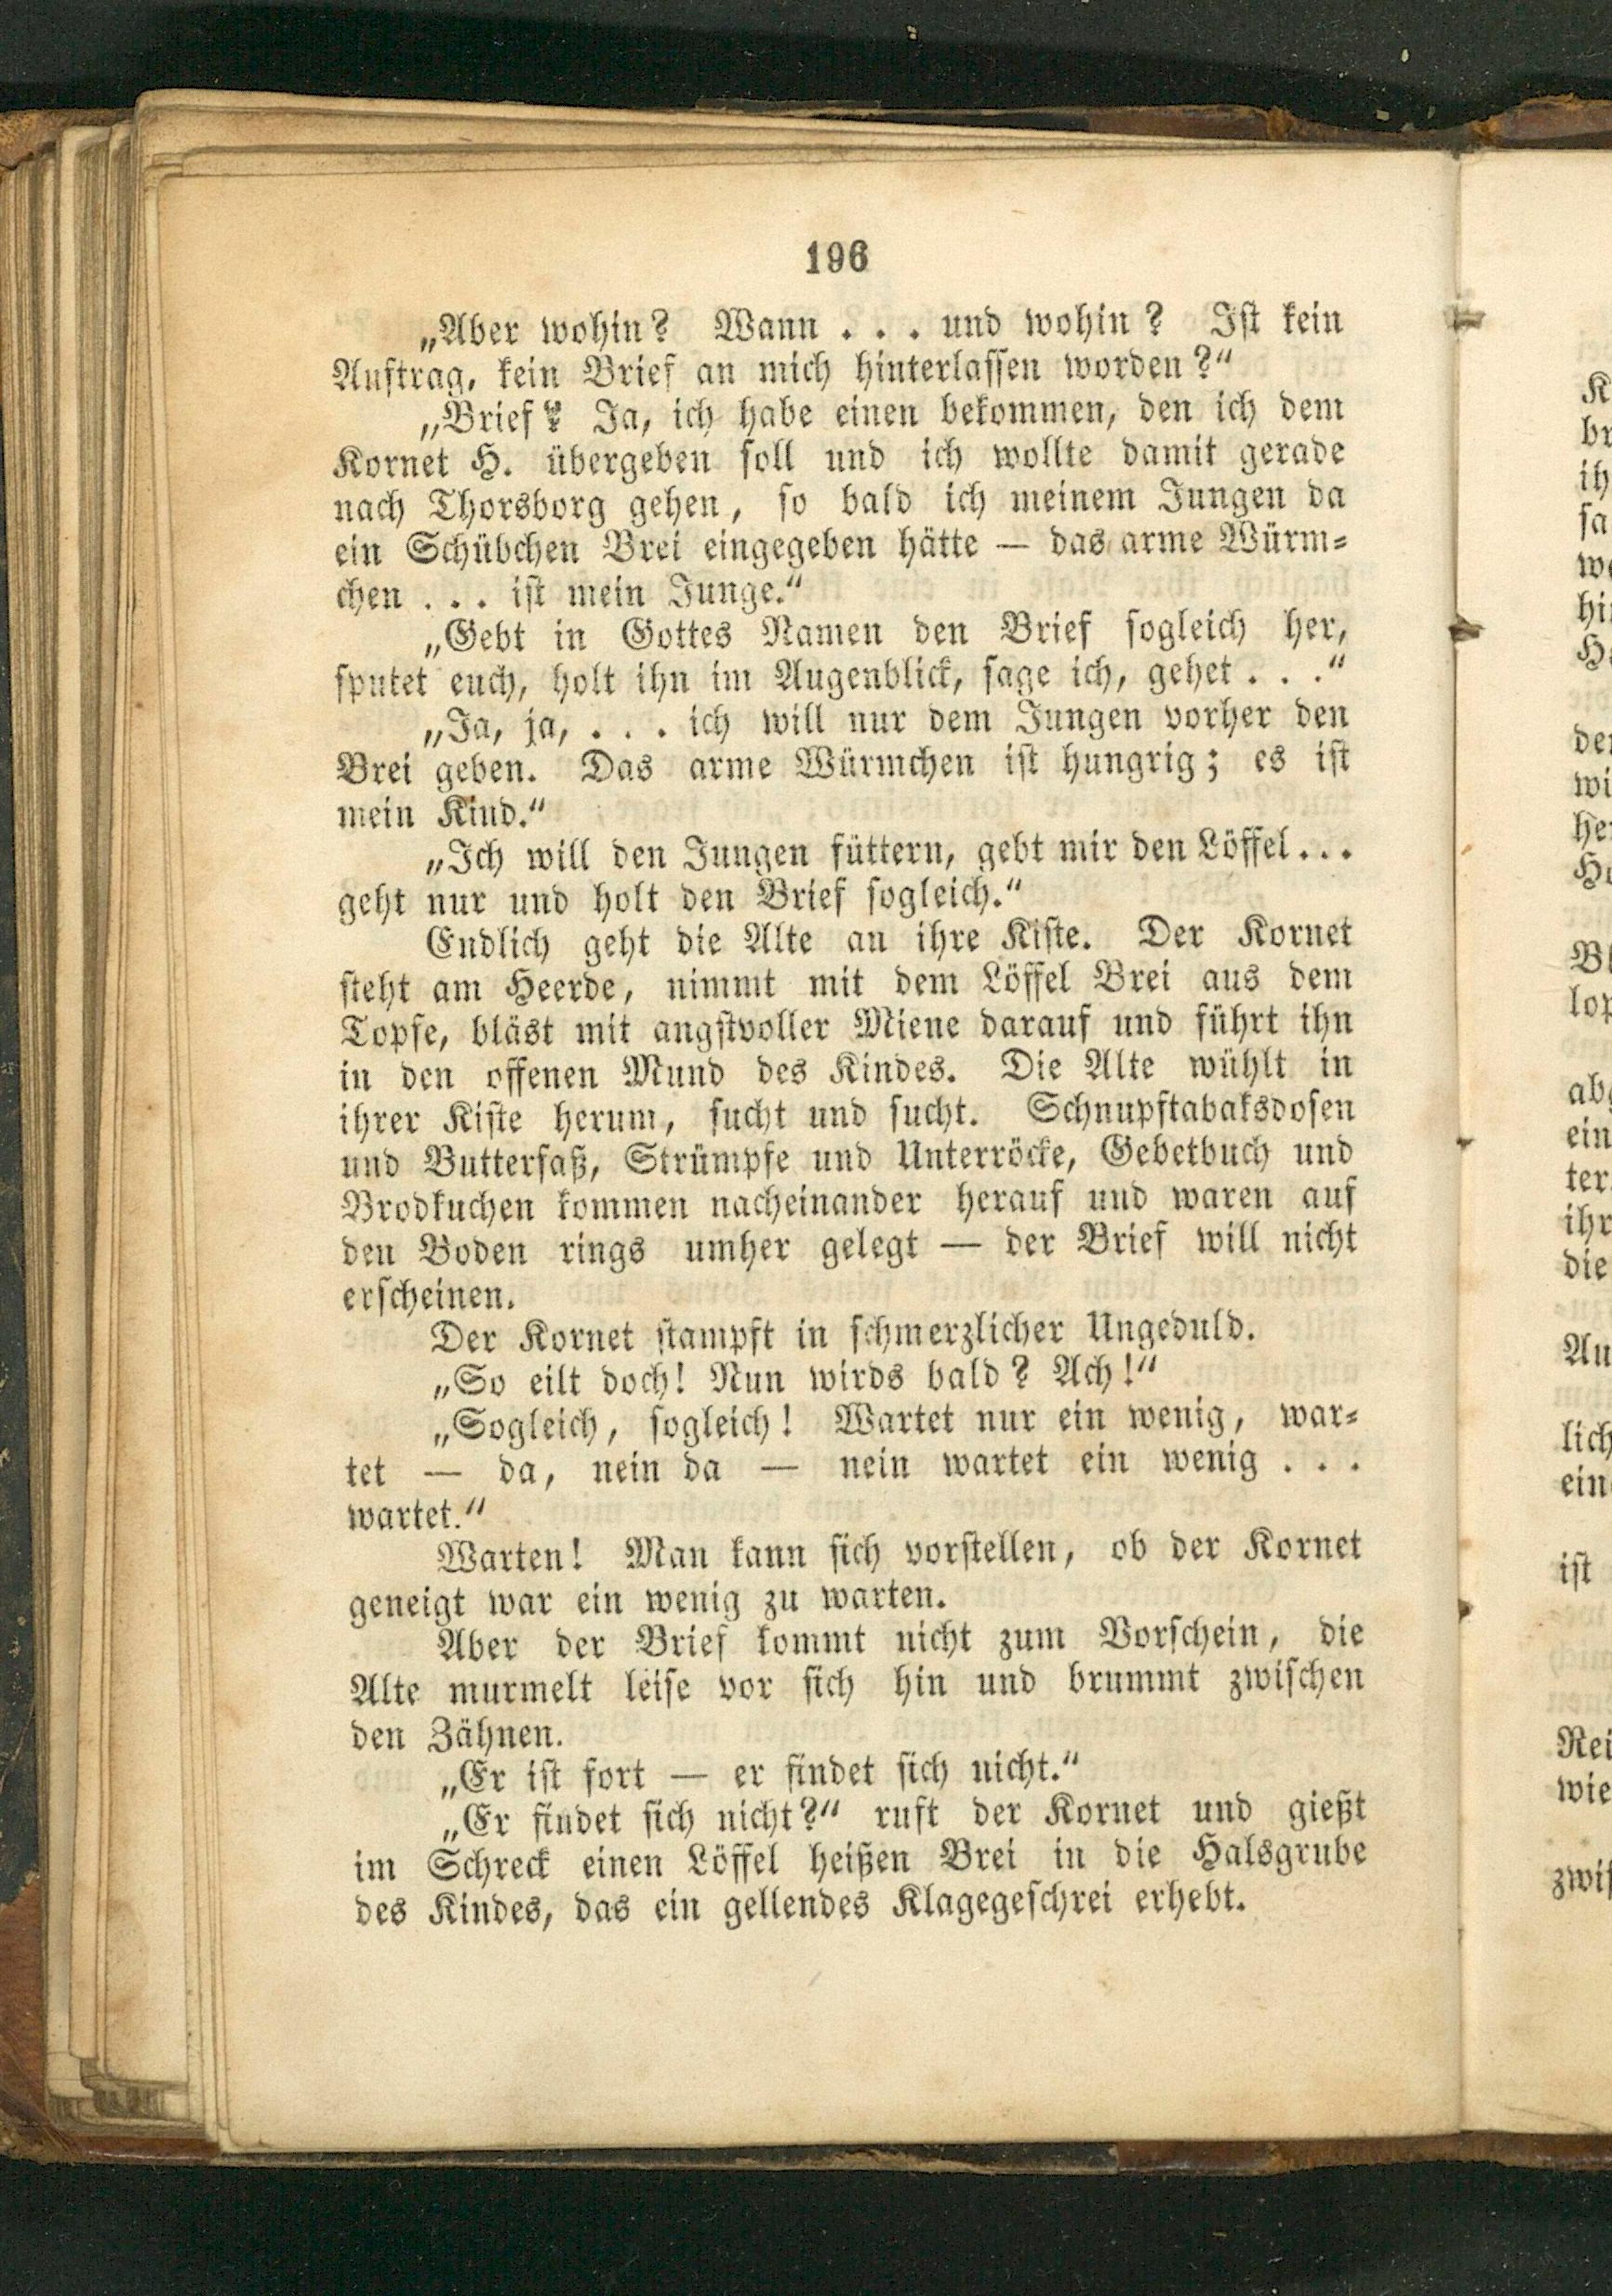 196
„Aber wohin? Wann . . . und wohin? Ist kein
Auftrag, kein Brief an mich hinterlassen worden?“
„Brief? Ja, ich habe einen bekommen, den ich dem
Kornet H. übergeben soll und ich wollte damit gerade
nach Thorsborg gehen, so bald ich meinem Jungen da
ein Schübchen Brei eingegeben hätte — das arme Würm-
chen . . . ist mein Junge.“
„Gebt in Gottes Namen den Brief sogleich her,
sputet euch, holt ihn im Augenblick, sage ich, gehet . . .“
„Ja, ja, . . . ich will nur dem Jungen vorher den
Brei geben. Das arme Würmchen ist hungrig; es ist
mein Kind.“
„Ich will den Jungen füttern, gebt mir den Löffel...
geht nur und holt den Brief sogleich.“
Endlich geht die Alte an ihre Kiste. Der Kornet
steht am Heerde, nimmt mit dem Löffel Brei aus dem
Topfe, bläst mit angstvoller Miene darauf und führt ihn
in den offenen Mund des Kindes. Die Alte wühlt in
ihrer Kiste herum, sucht und sucht. Schnupftabaksdosen
und Butterfaß, Strümpfe und Unterröcke, Gebetbuch und
Brodkuchen kommen nacheinander herauf und waren auf
den Boden rings umher gelegt — der Brief will nicht
erscheinen.
Der Kornet stampft in schmerzlicher Ungeduld.
„So eilt doch! Nun wirds bald? Ach!“
„Sogleich, sogleich! Wartet nur ein wenig, war-
tet — da, nein da — nein wartet ein wenig . . .
wartet.“
Warten! Man kann sich vorstellen, ob der Kornet
geneigt war ein wenig zu warten.
Aber der Brief kommt nicht zum Vorschein, die
Alte murmelt leise vor sich hin und brummt zwischen
den Zähnen.
„Er ist fort — er findet sich nicht.“
„Er findet sich nicht?“ ruft der Kornet und gießt
im Schreck einen Löffel heißen Brei in die Halsgrube
des Kindes, das ein gellendes Klagegeschrei erhebt.